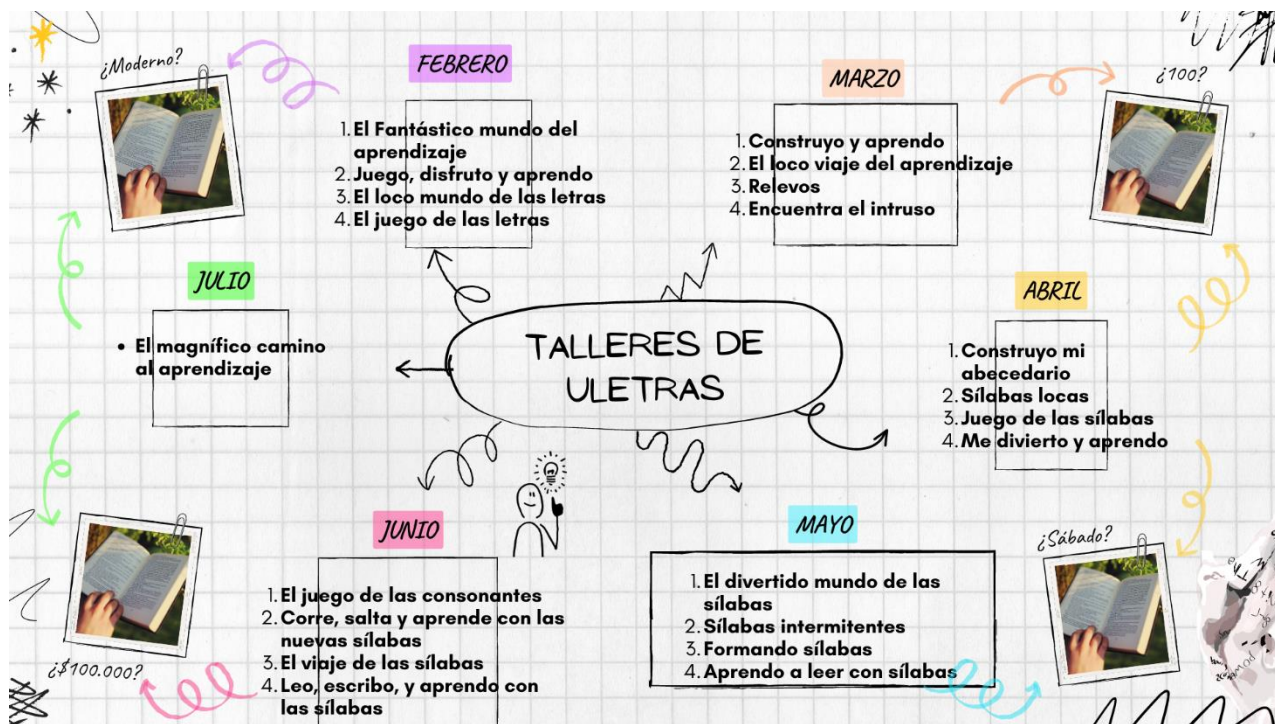 ¿Moderno?
FEBRERO
1. El Fantástico mundo del
aprendizaje
2. Juego, disfruto y aprendo
3. El loco mundo de las letras
4. El juego de las letras
MARZO
1. Construyo y aprendo
2. El loco viaje del aprendizaje
3. Relevos
4. Encuentra el intruso
¿100?
JULIO
• El magnífico camino
al aprendizaje
TALLERES DE
ULETRAS
ABRIL
1. Construyo mi
abecedario
2. Sílabas locas
3. Juego de las sílabas
4. Me divierto y aprendo
JUNIO
1. El juego de las consonantes
2. Corre, salta y aprende con las
nuevas sílabas
3. El viaje de las sílabas
4. Leo, escribo, y aprendo con
las sílabas
¿$100.000?
MAYO
1. El divertido mundo de las
sílabas
2. Sílabas intermitentes
3. Formando sílabas
4. Aprendo a leer con sílabas
¿Sábado?